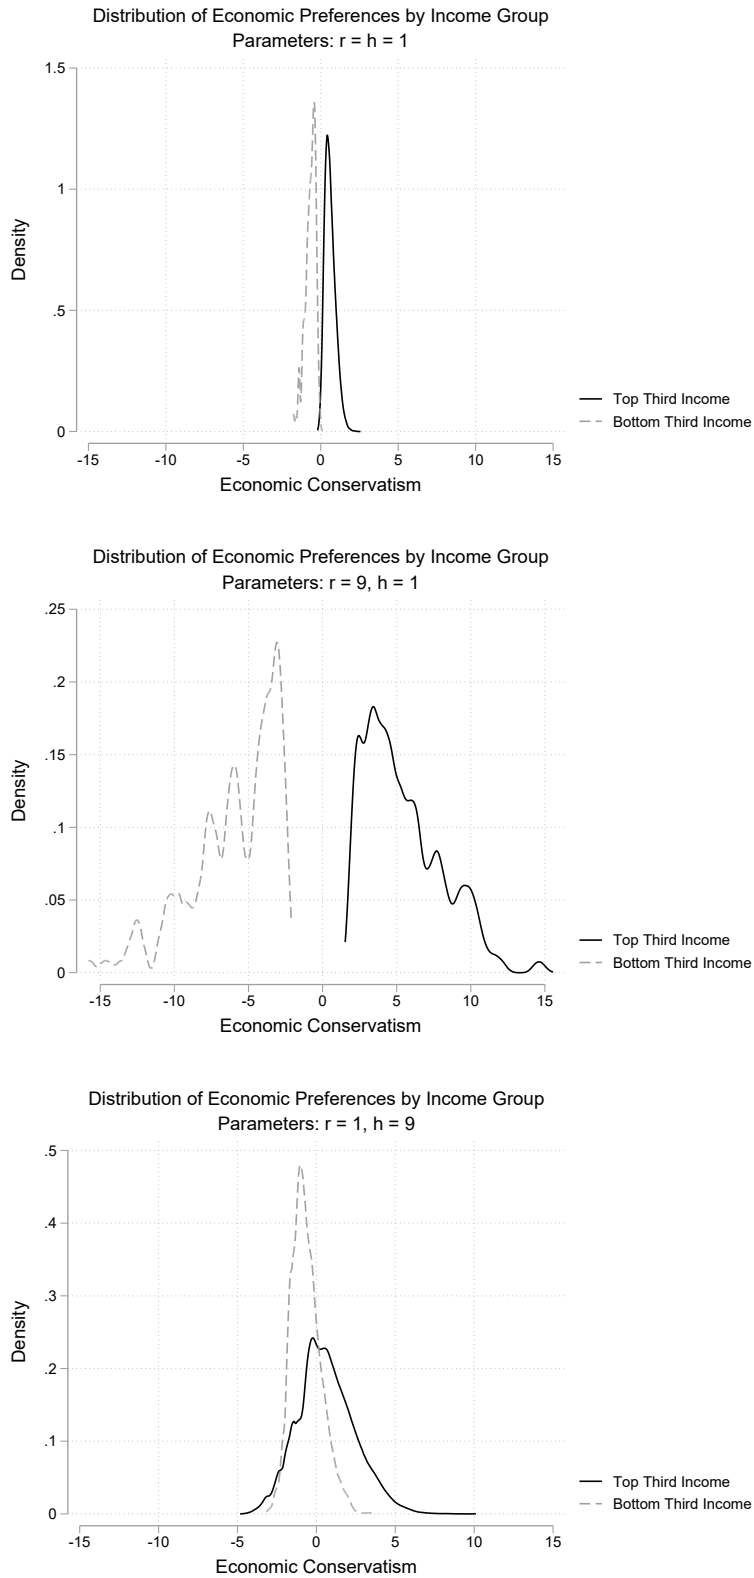 Distribution of Economic Preferences by Income Group
Parameters: r = h = 1
1.5
1
.5
0
Density
-15 -10 -5 0 5 10 15
Economic Conservatism
Top Third Income
Bottom Third Income
Distribution of Economic Preferences by Income Group
Parameters: r = 9, h = 1
.25
.2
.15
.1
.05
0
Density
-15 -10 -5 0 5 10 15
Economic Conservatism
Top Third Income
Bottom Third Income
Distribution of Economic Preferences by Income Group
Parameters: r = 1, h = 9
.5
.4
.3
.2
.1
0
Density
-15 -10 -5 0 5 10 15
Economic Conservatism
Top Third Income
Bottom Third Income